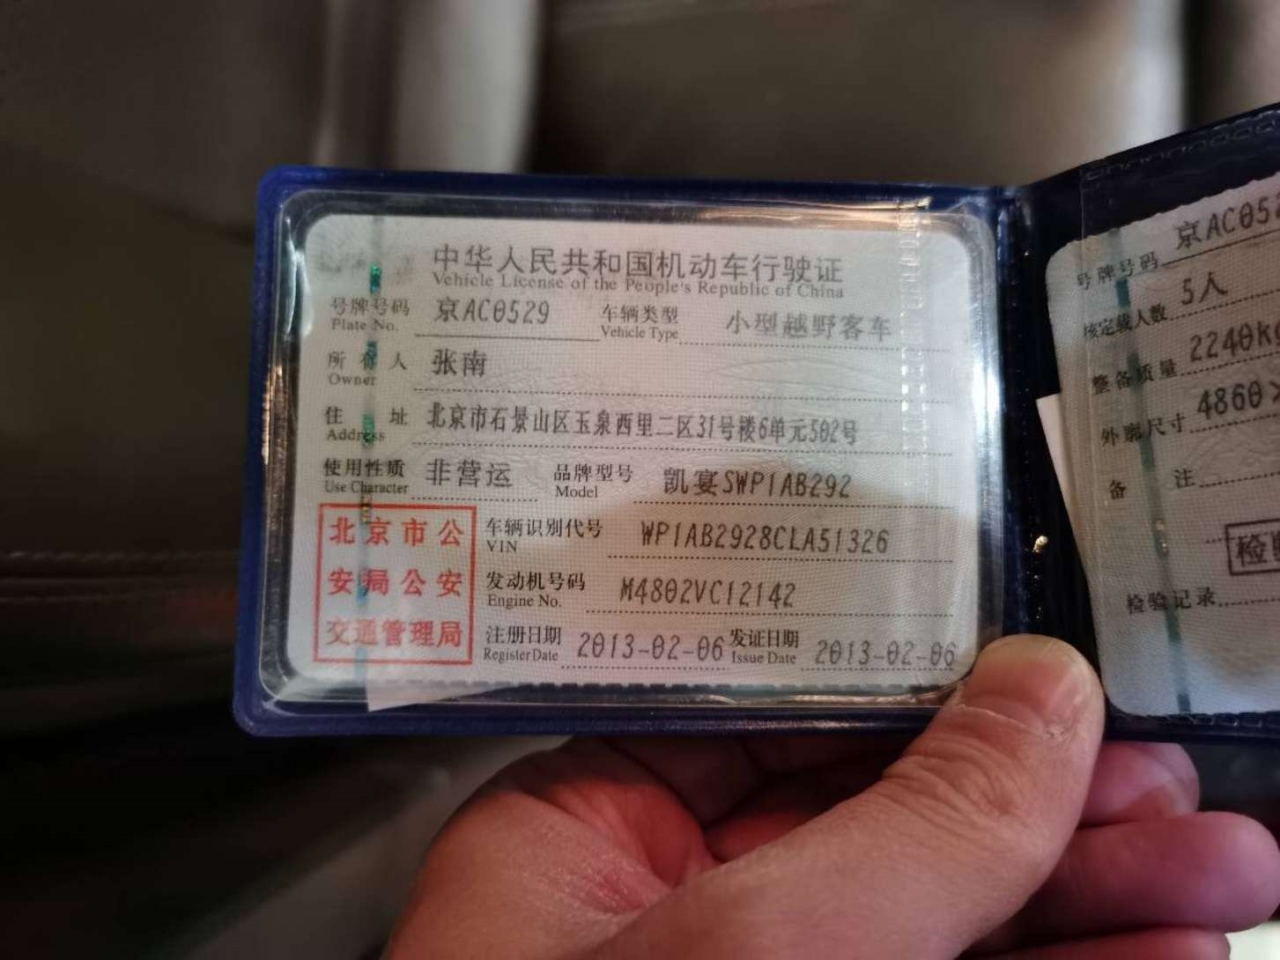 中华人民共和国机动车行驶证
Vehicle License of the People's Republic of China
号牌号码 京AC0529 车辆类型 小型越野客车
Plate No. Vehicle Type
所有人 张南
Owner
住址 北京市石景山区玉泉西里二区31号楼6单元502号
Address
使用性质 非营运 品牌型号 凯宴SWP1AB292
Use Character Model
北京市公
安局公安
交通管理局
车辆识别代号 WP1AB2928CLA51326
VIN
发动机号码 M4802VC12142
Engine No.
注册日期 2013-02-06 发证日期 2013-02-06
Register Date Issue Date
号牌号码 京AC05
核定载人数 5人
整备质量 2240kg
外廓尺寸 4860×
备注
检
检验记录